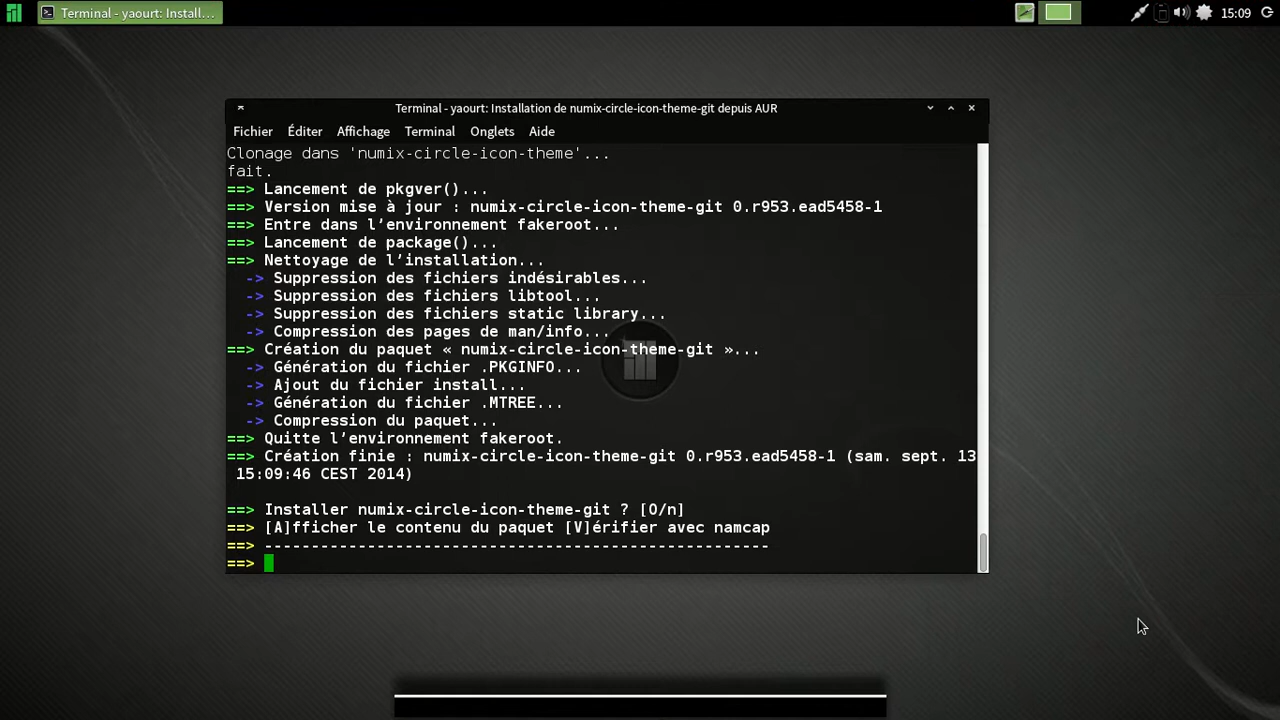 Terminal - yaourt: Install...
15:09
Terminal - yaourt: Installation de numix-circle-icon-theme-git depuis AUR
Fichier Éditer Affichage Terminal Onglets Aide
Clonage dans 'numix-circle-icon-theme'...
fait.
==> Lancement de pkgver()...
==> Version mise à jour : numix-circle-icon-theme-git 0.r953.ead5458-1
==> Entre dans l’environnement fakeroot...
==> Lancement de package()...
==> Nettoyage de l’installation...
-> Suppression des fichiers indésirables...
-> Suppression des fichiers libtool...
-> Suppression des fichiers static library...
-> Compression des pages de man/info...
==> Création du paquet « numix-circle-icon-theme-git »...
-> Génération du fichier .PKGINFO...
-> Ajout du fichier install...
-> Génération du fichier .MTREE...
-> Compression du paquet...
==> Quitte l’environnement fakeroot.
==> Création finie : numix-circle-icon-theme-git 0.r953.ead5458-1 (sam. sept. 13
15:09:46 CEST 2014)
==> Installer numix-circle-icon-theme-git ? [O/n]
==> [A]fficher le contenu du paquet [V]érifier avec namcap
==> ------------------------------------------------------
==>